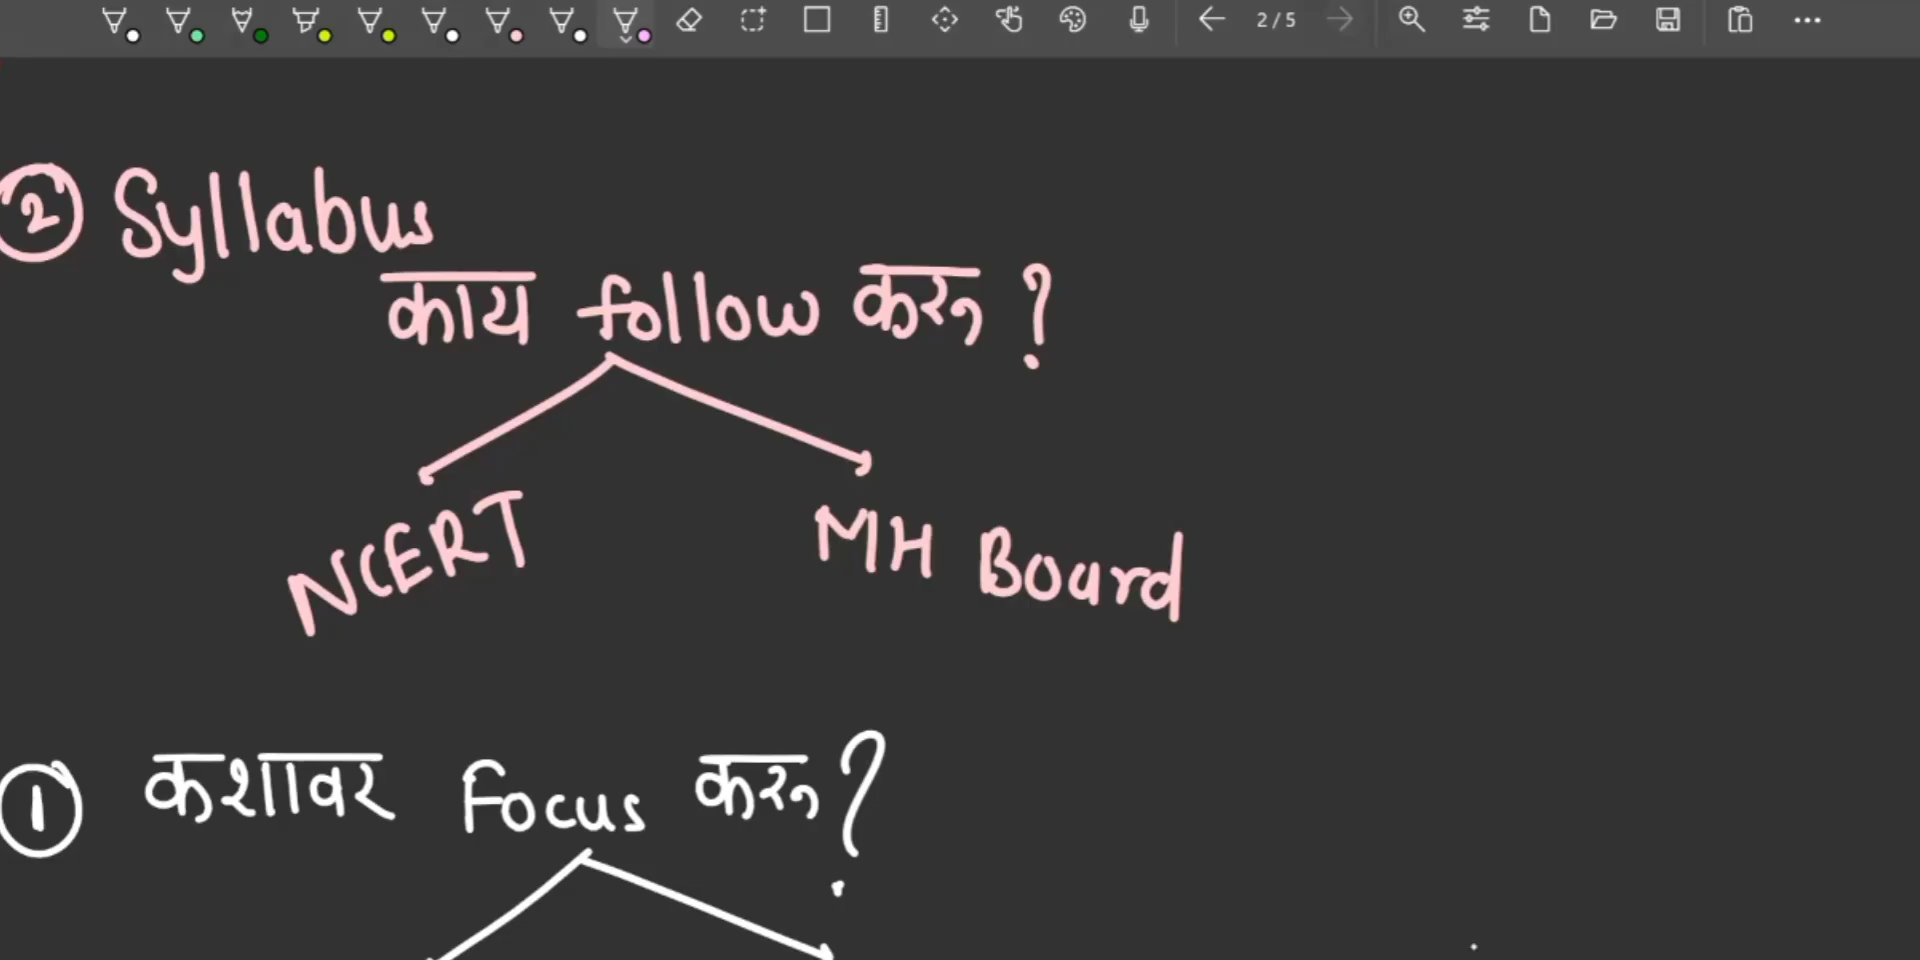 2/5
② Syllabus
काय follow करु ?
NCERT MH Board
① कशावर Focus करु ?